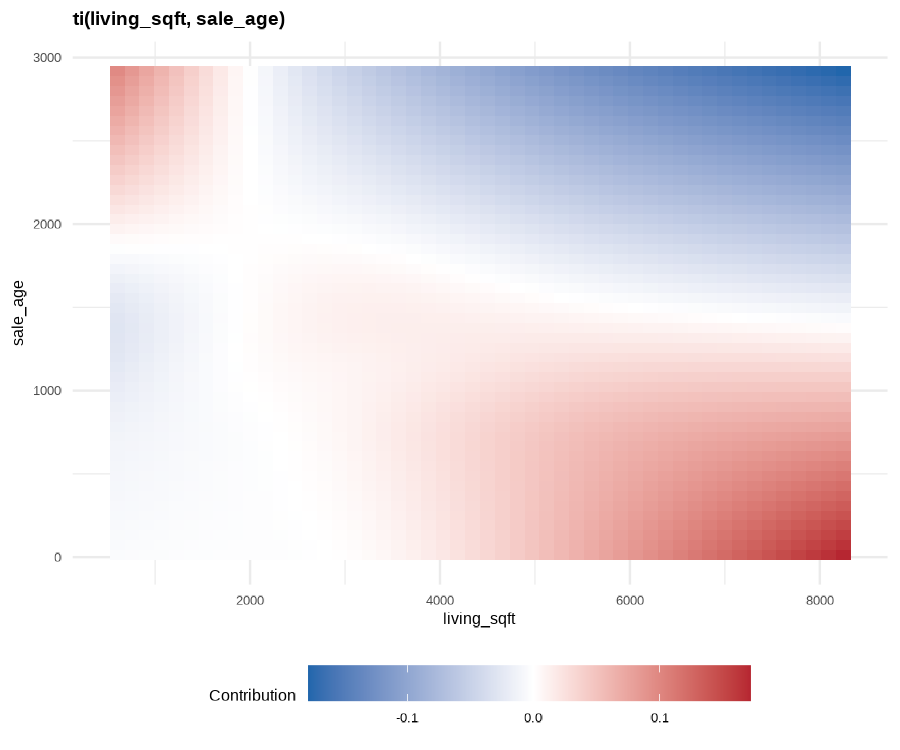 ti(living_sqft, sale_age)
3000
2000
1000
0
sale_age
2000 4000 6000 8000
living_sqft
Contribution
-0.1 0.0 0.1